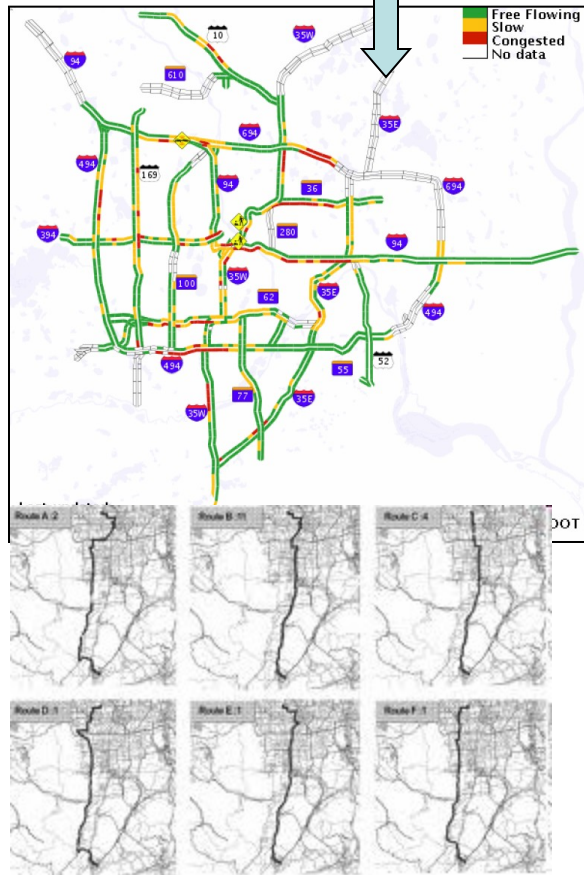 Free Flowing
Slow
Congested
No data
10
35W
94
610
35E
694
494
169
94
36
694
394
280
94
35W
100
62
35E
494
494
55
52
35W
77
35E
DOT
Route A :2
Route B :11
Route C :4
Route D :1
Route E :1
Route F :1